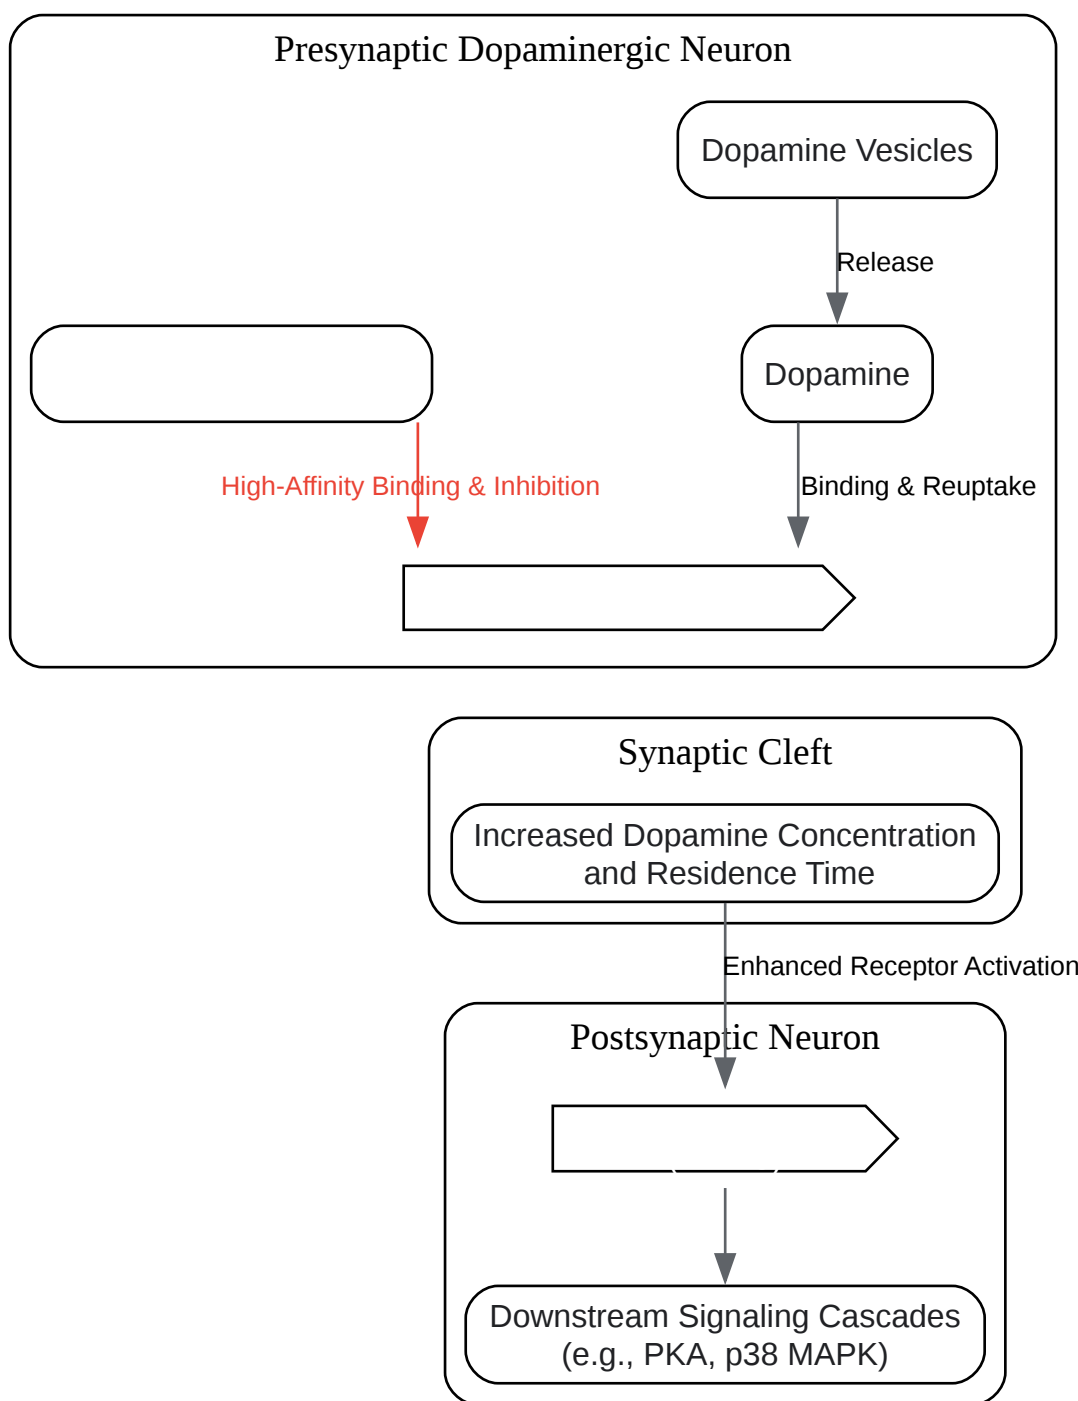 Presynaptic Dopaminergic Neuron
Dopamine Vesicles
Release
Dopamine
High-Affinity Binding & Inhibition
Binding & Reuptake
Synaptic Cleft
Increased Dopamine Concentration
and Residence Time
Enhanced Receptor Activation
Postsynaptic Neuron
Downstream Signaling Cascades
(e.g., PKA, p38 MAPK)